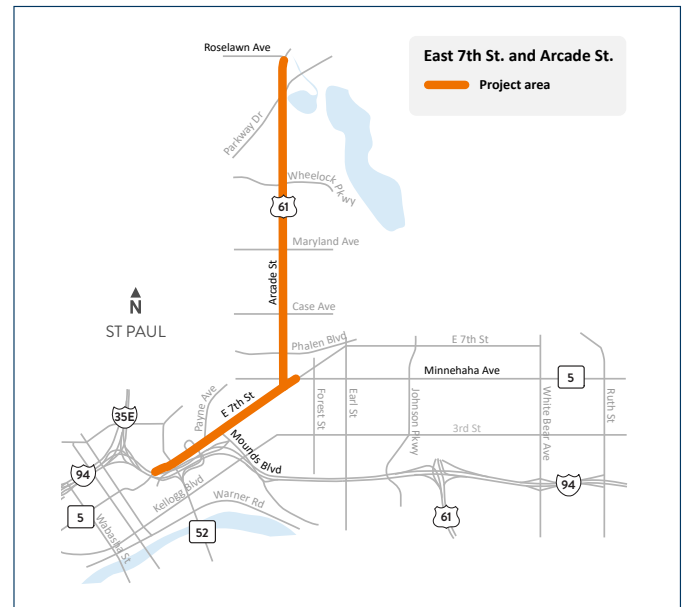 Roselawn Ave
East 7th St. and Arcade St.
Project area
Parkway Dr
Wheelock Pkwy
61
Maryland Ave
Arcade St
N
ST PAUL
Case Ave
Phalen Blvd
E 7th St
Minnehaha Ave
5
35E
Payne Ave
E 7th St
Forest St
Earl St
Johnson Pkwy
White Bear Ave
Ruth St
3rd St
Mounds Blvd
94
Kellogg Blvd
Warner Rd
94
5
Wabasha St
52
61